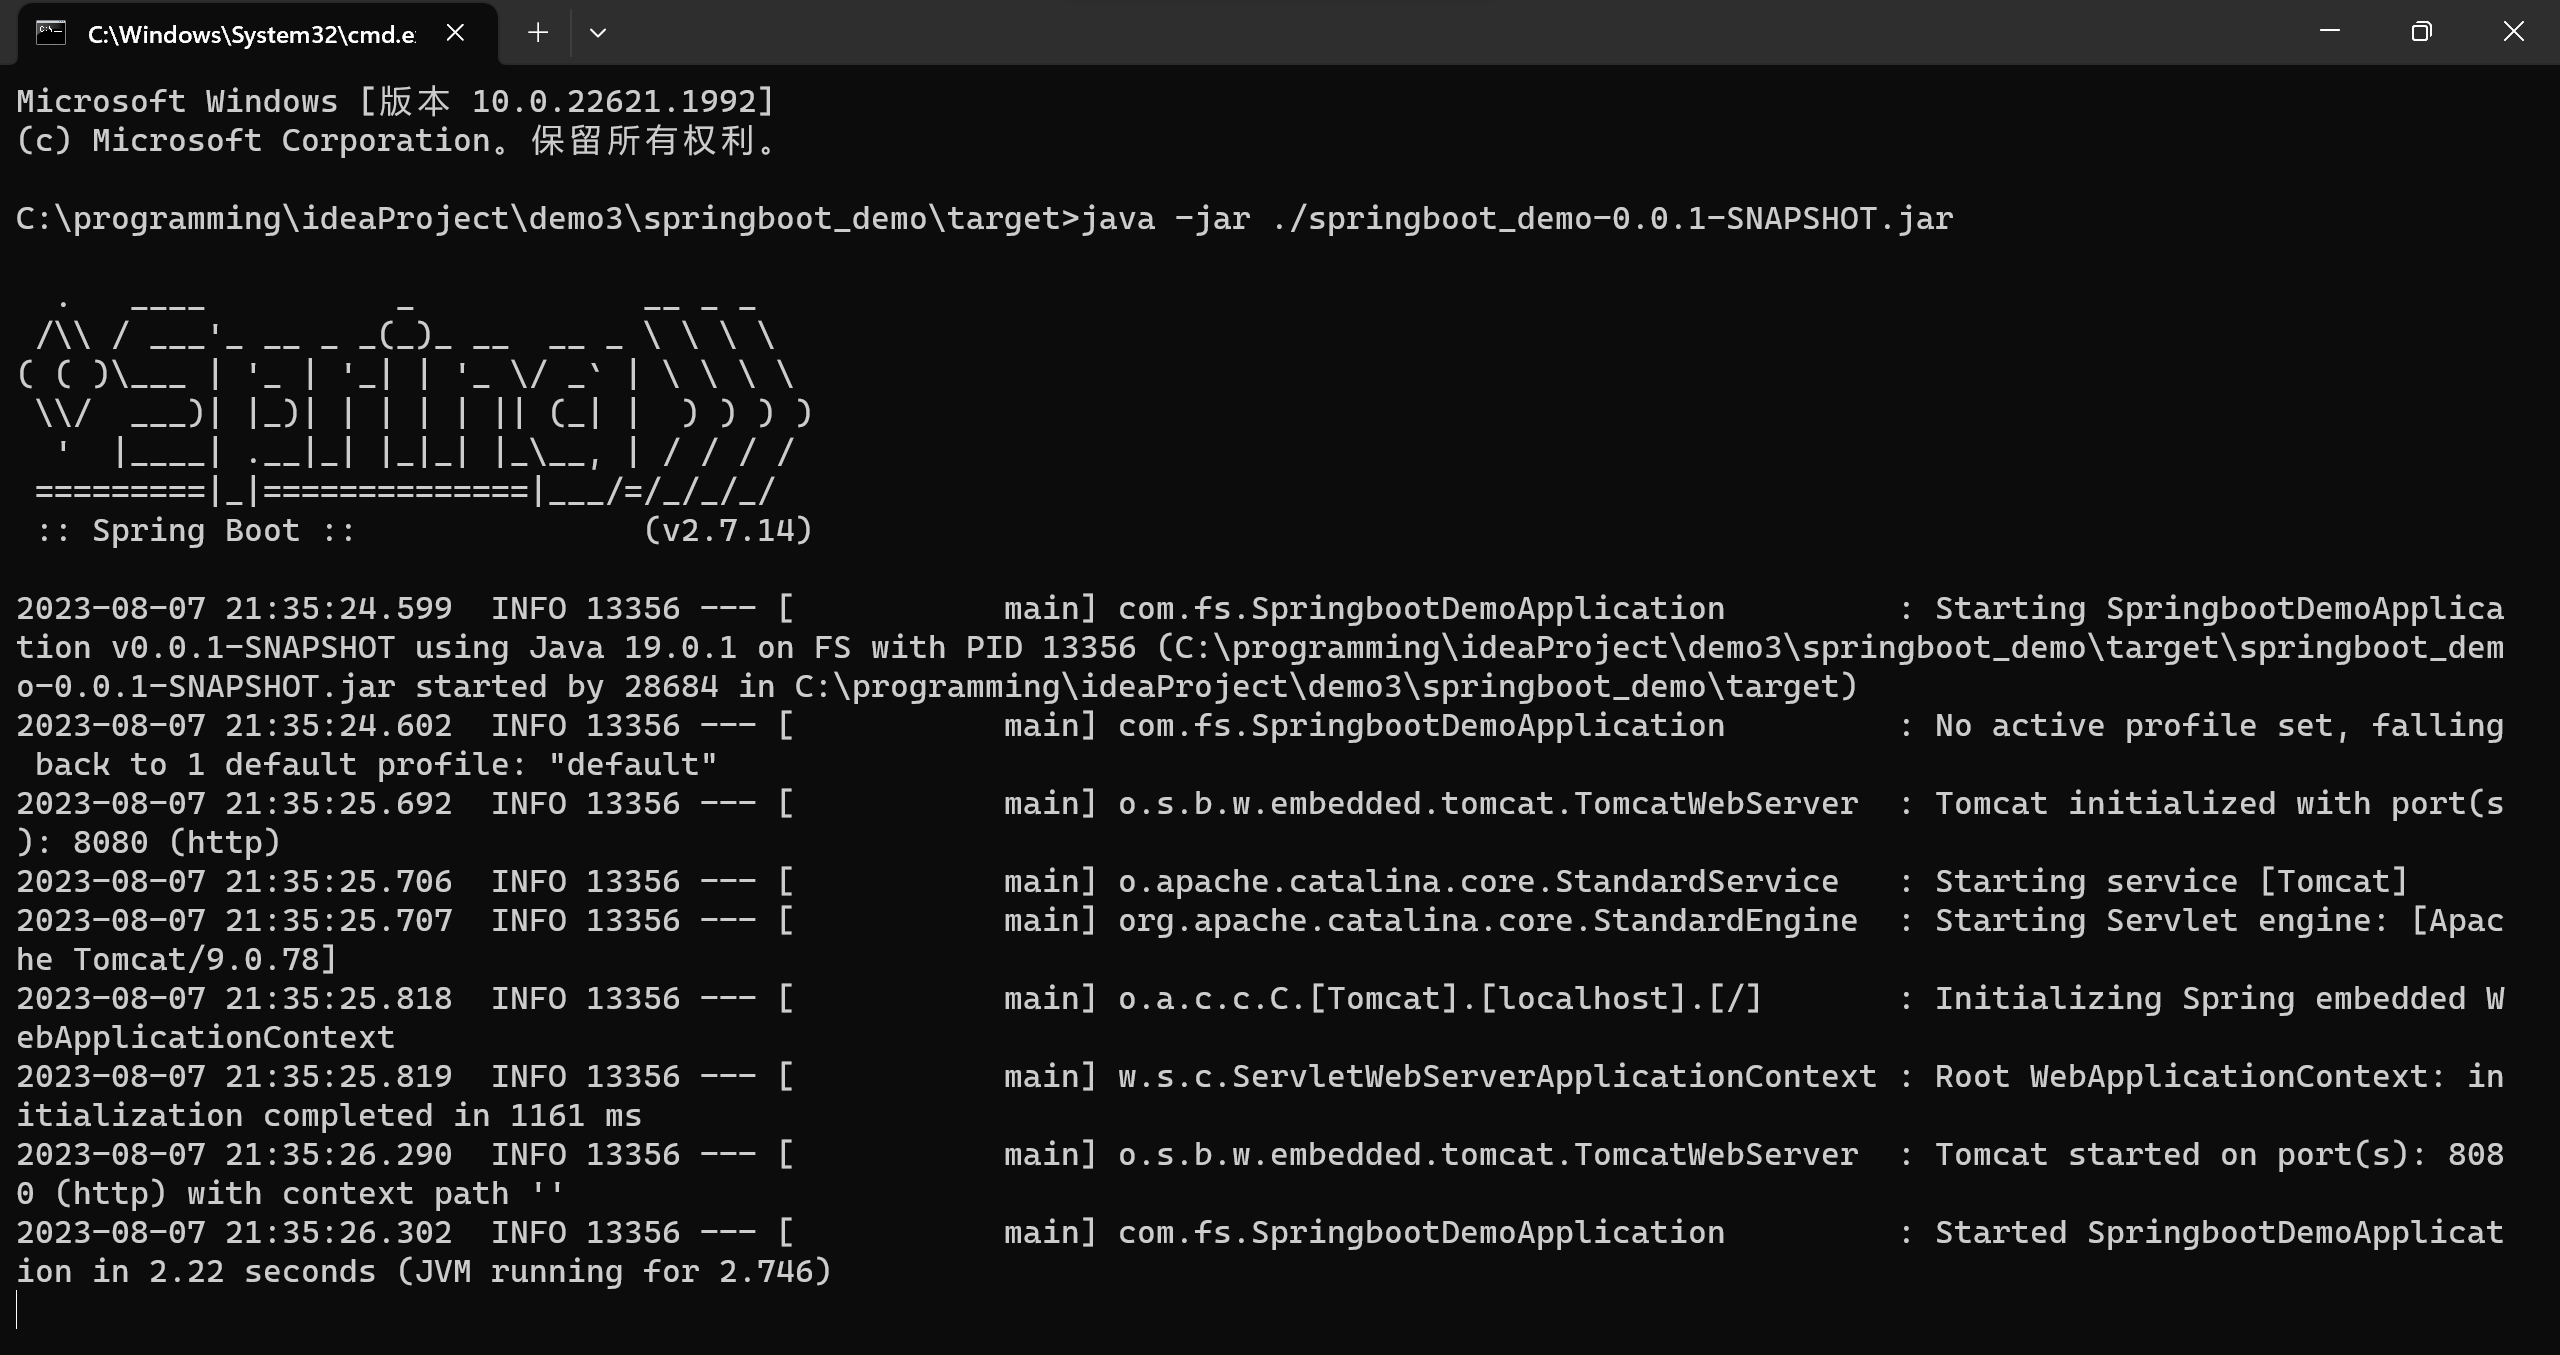 C:\Windows\System32\cmd.e
Microsoft Windows [版本 10.0.22621.1992]
(c) Microsoft Corporation。保留所有权利。
C:\programming\ideaProject\demo3\springboot_demo\target>java -jar ./springboot_demo-0.0.1-SNAPSHOT.jar
  .   ____          _            __ _ _
 /\\ / ___'_ __ _ _(_)_ __  __ _ \ \ \ \
( ( )\___ | '_ | '_| | '_ \/ _` | \ \ \ \
 \\/  ___)| |_)| | | | | || (_| |  ) ) ) )
  '  |____| .__|_| |_|_| |_\__, | / / / /
 =========|_|==============|___/=/_/_/_/
 :: Spring Boot ::               (v2.7.14)
2023-08-07 21:35:24.599  INFO 13356 --- [           main] com.fs.SpringbootDemoApplication         : Starting SpringbootDemoApplica
tion v0.0.1-SNAPSHOT using Java 19.0.1 on FS with PID 13356 (C:\programming\ideaProject\demo3\springboot_demo\target\springboot_dem
o-0.0.1-SNAPSHOT.jar started by 28684 in C:\programming\ideaProject\demo3\springboot_demo\target)
2023-08-07 21:35:24.602  INFO 13356 --- [           main] com.fs.SpringbootDemoApplication         : No active profile set, falling
 back to 1 default profile: "default"
2023-08-07 21:35:25.692  INFO 13356 --- [           main] o.s.b.w.embedded.tomcat.TomcatWebServer  : Tomcat initialized with port(s
): 8080 (http)
2023-08-07 21:35:25.706  INFO 13356 --- [           main] o.apache.catalina.core.StandardService   : Starting service [Tomcat]
2023-08-07 21:35:25.707  INFO 13356 --- [           main] org.apache.catalina.core.StandardEngine  : Starting Servlet engine: [Apac
he Tomcat/9.0.78]
2023-08-07 21:35:25.818  INFO 13356 --- [           main] o.a.c.c.C.[Tomcat].[localhost].[/]       : Initializing Spring embedded W
ebApplicationContext
2023-08-07 21:35:25.819  INFO 13356 --- [           main] w.s.c.ServletWebServerApplicationContext : Root WebApplicationContext: in
itialization completed in 1161 ms
2023-08-07 21:35:26.290  INFO 13356 --- [           main] o.s.b.w.embedded.tomcat.TomcatWebServer  : Tomcat started on port(s): 808
0 (http) with context path ''
2023-08-07 21:35:26.302  INFO 13356 --- [           main] com.fs.SpringbootDemoApplication         : Started SpringbootDemoApplicat
ion in 2.22 seconds (JVM running for 2.746)